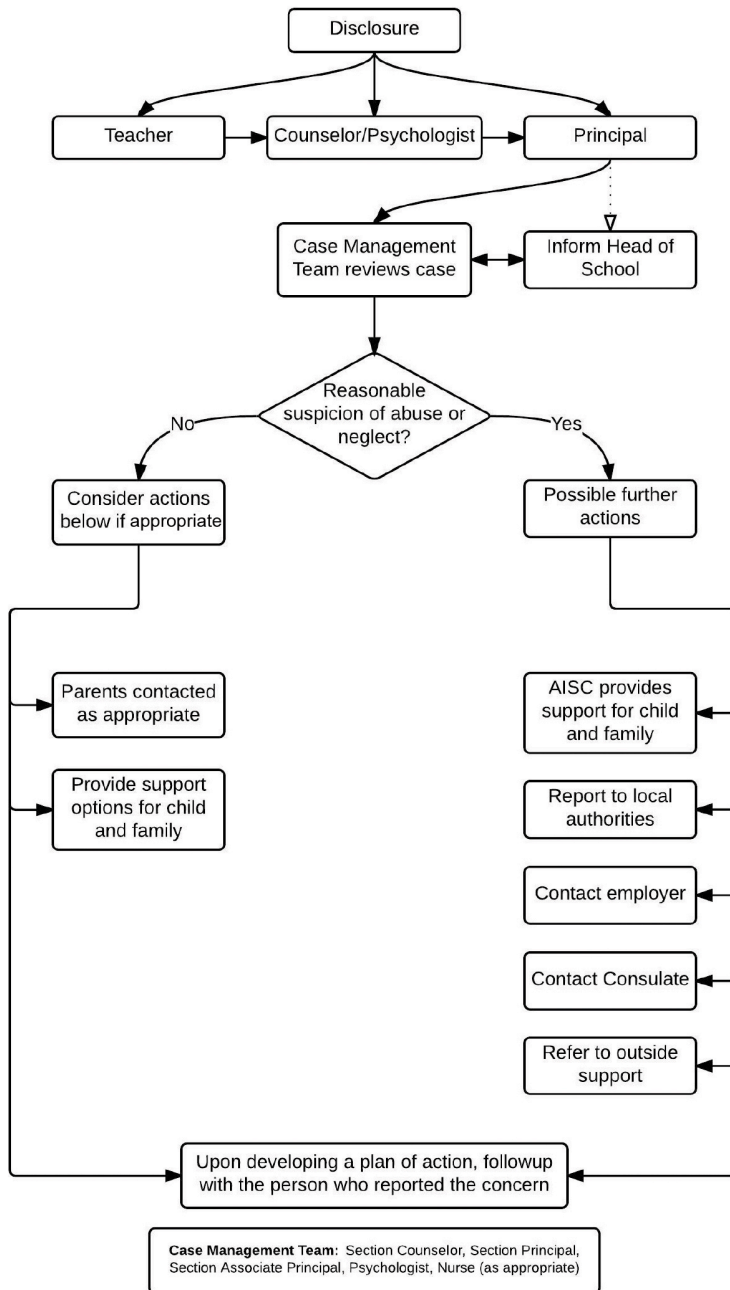 Disclosure
Teacher
Counselor/Psychologist
Principal
Case Management
Team reviews case
Inform Head of
School
Reasonable
suspicion of abuse or
neglect?
No
Yes
Consider actions
below if appropriate
Possible further
actions
Parents contacted
as appropriate
AISC provides
support for child
and family
Provide support
options for child
and family
Report to local
authorities
Contact employer
Contact Consulate
Refer to outside
support
Upon developing a plan of action, followup
with the person who reported the concern
Case Management Team: Section Counselor, Section Principal,
Section Associate Principal, Psychologist, Nurse (as appropriate)